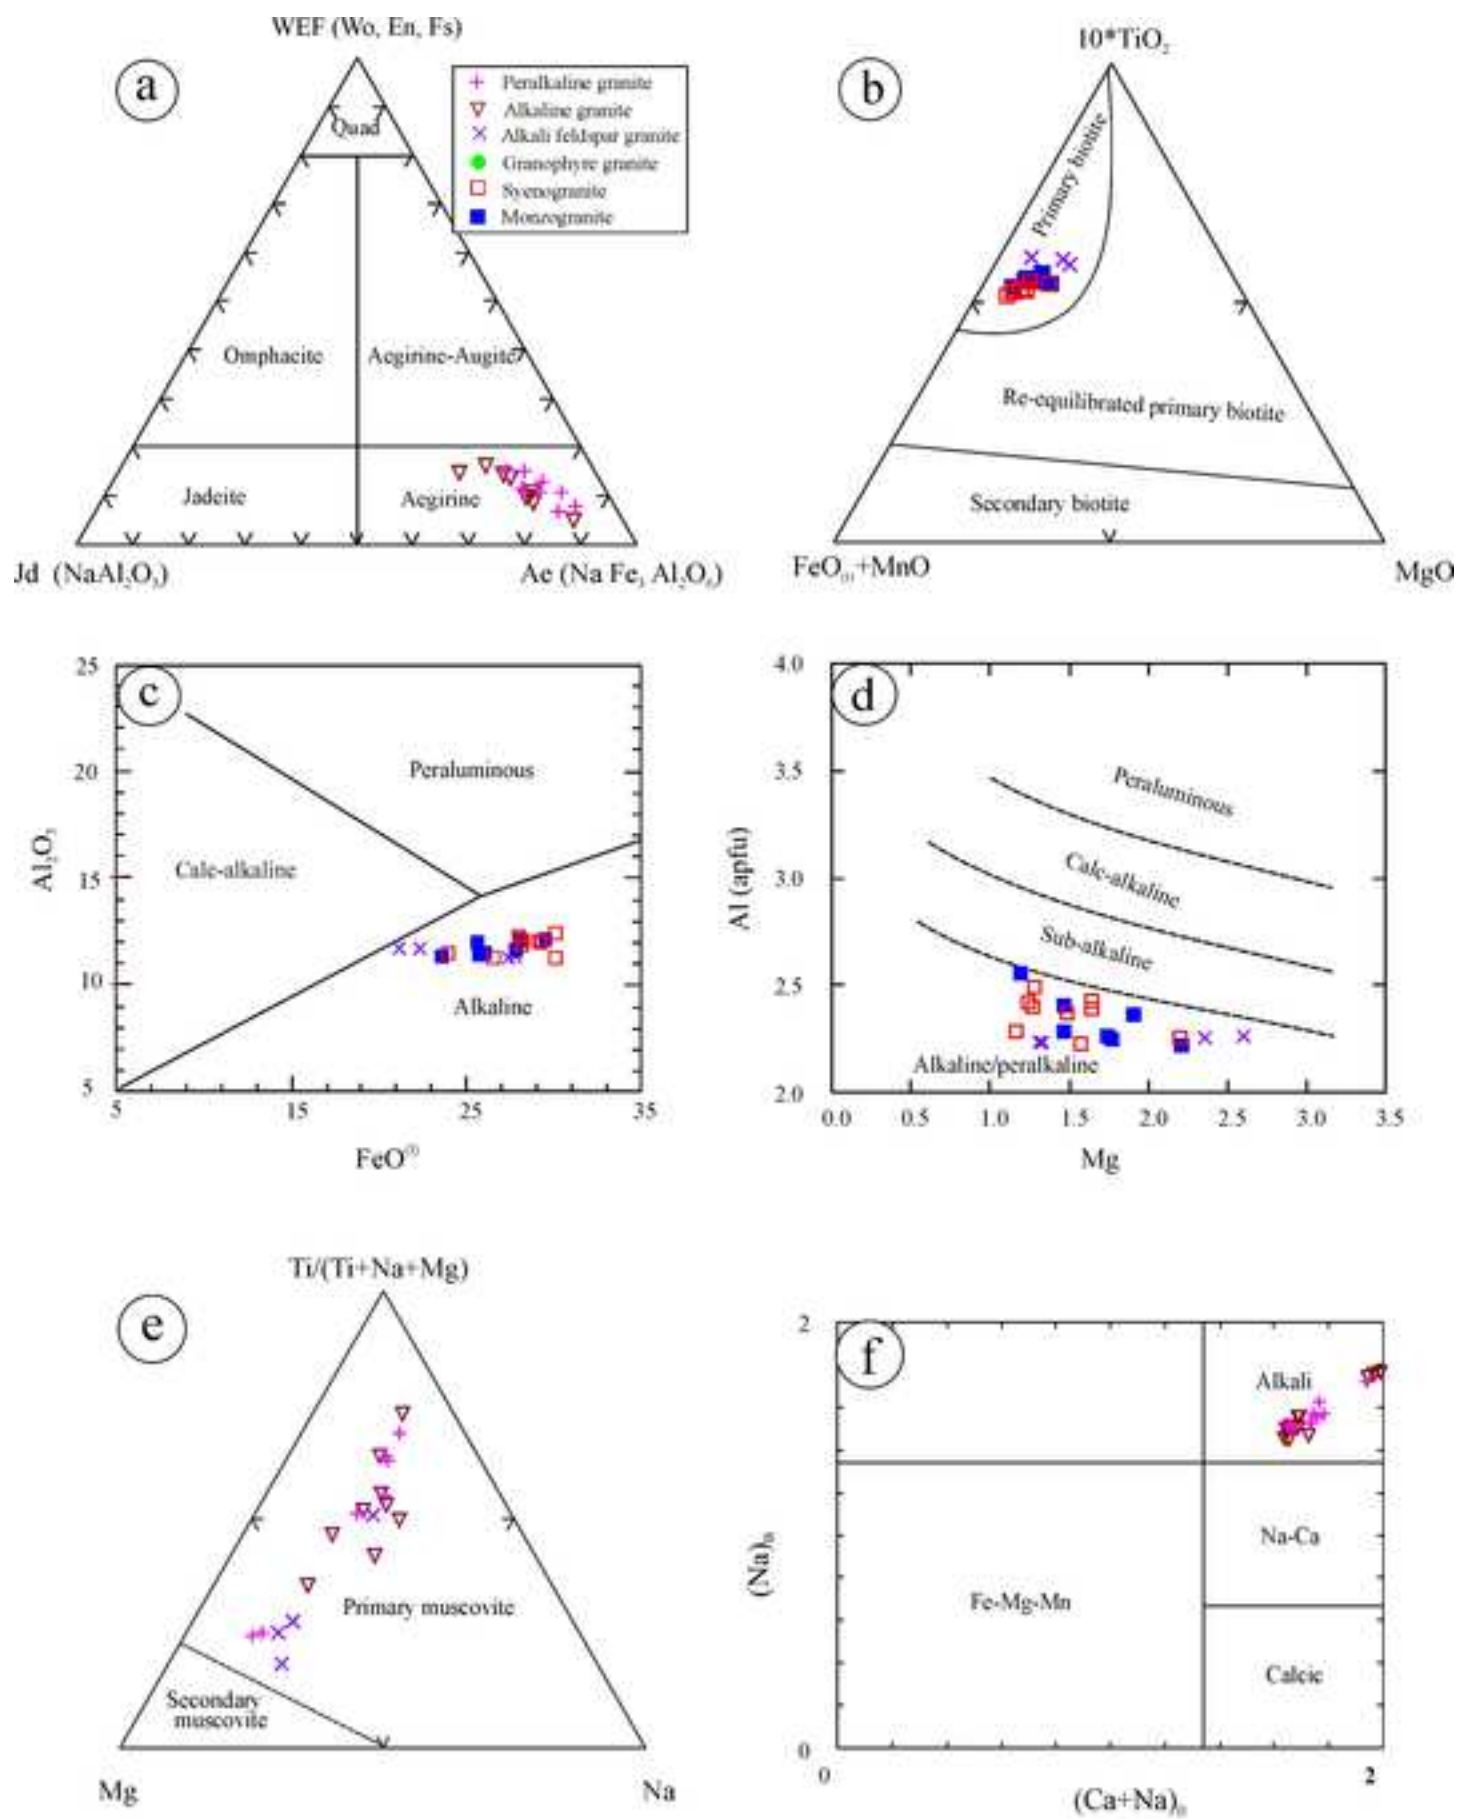 WEF (Wo, En, Fs)
a
Quad
Peralkaline granite
Alkaline granite
Alkali feldspar granite
Granophyre granite
Syenogranite
Monzogranite
Omphacite
Aegirine-Augite
Jadeite
Aegirine
Jd (NaAl₂O₃)
Ae (Na Fe₃ Al₂O₆)
10*TiO₂
b
Primary biotite
Re-equilibrated primary biotite
Secondary biotite
FeO₍ₜ₎+MnO
MgO
c
25
20
15
10
5
Al₂O₃
Peraluminous
Calc-alkaline
Alkaline
5
15
25
35
FeO⁽ᵗ⁾
d
4.0
3.5
3.0
2.5
2.0
Al (apfu)
Peraluminous
Calc-alkaline
Sub-alkaline
Alkaline/peralkaline
0.0
0.5
1.0
1.5
2.0
2.5
3.0
3.5
Mg
Ti/(Ti+Na+Mg)
e
Primary muscovite
Secondary
muscovite
Mg
Na
f
2
0
(Na)
Alkali
Na-Ca
Fe-Mg-Mn
Calcic
0
2
(Ca+Na)